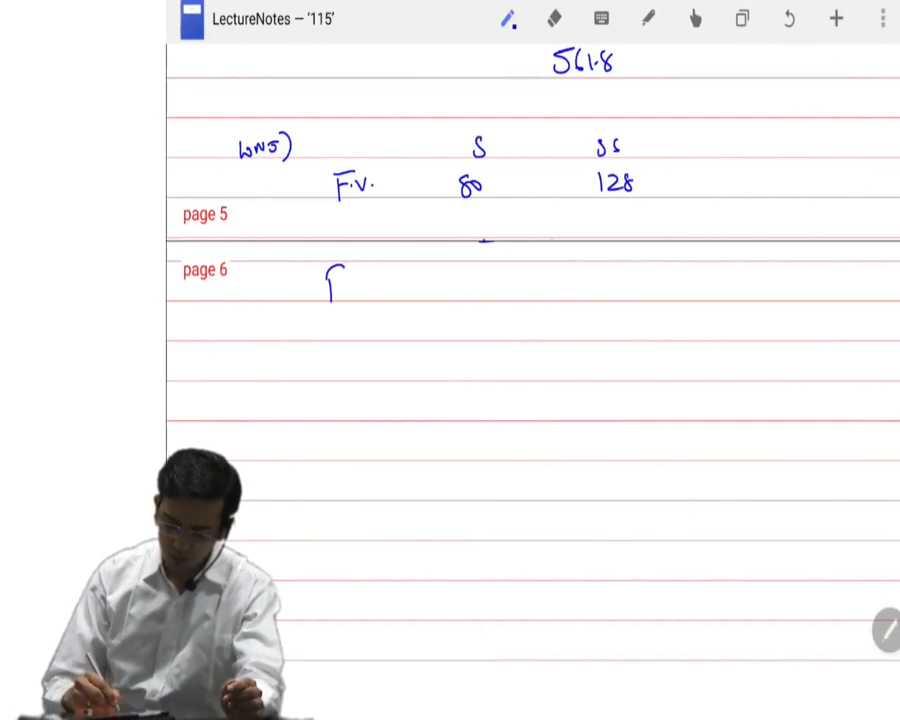 LectureNotes – '115'
561.8
WN5) S SS
F.V. 80 128
page 5
page 6